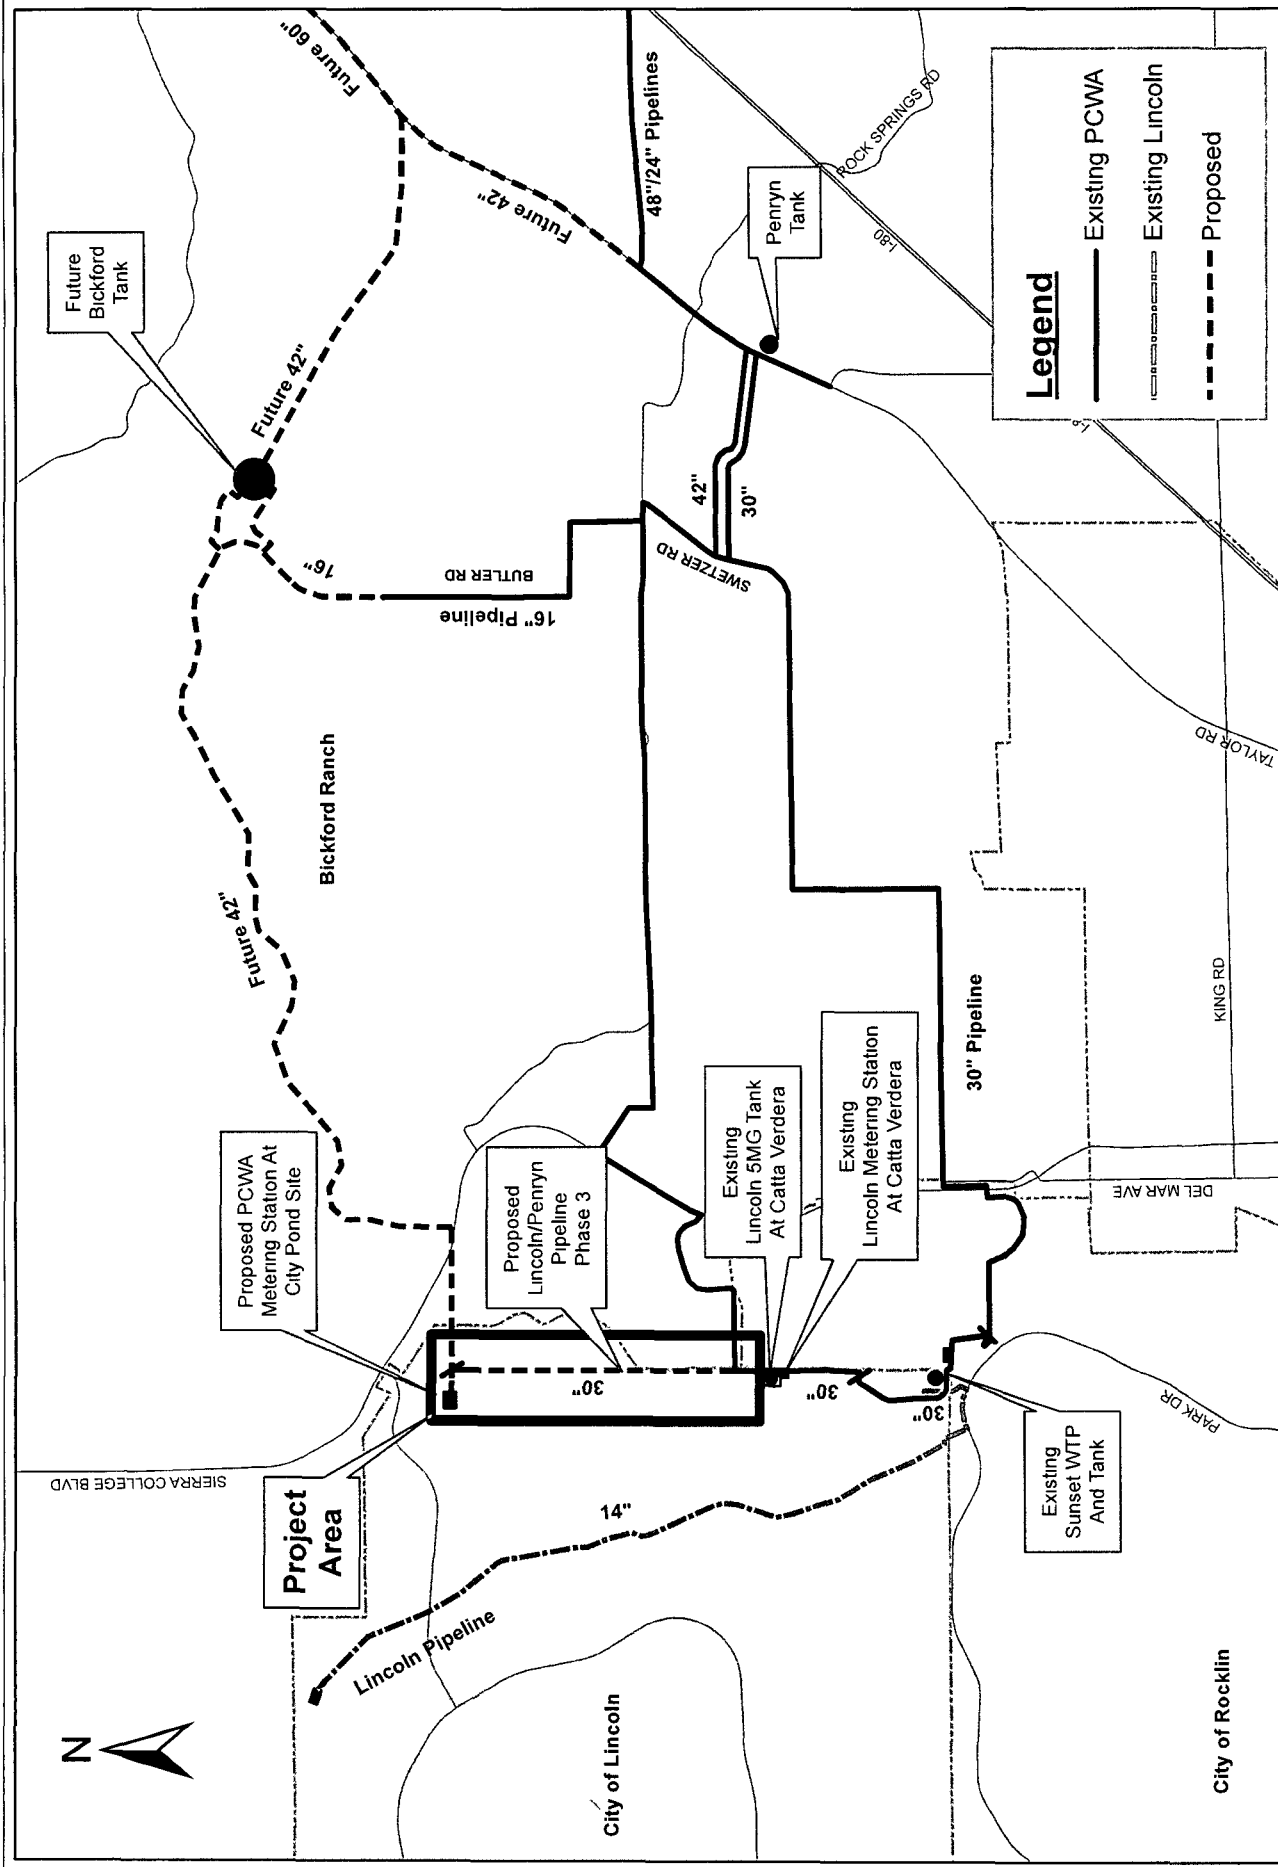 N
SIERRA COLLEGE BLVD
Project
Area
Lincoln Pipeline
14"
City of Lincoln
City of Rocklin
Proposed PCWA
Metering Station At
City Pond Site
Proposed
Lincoln/Penryn
Pipeline
Phase 3
30"
30"
30"
Existing
Lincoln 5MG Tank
At Catta Verdera
Existing
Lincoln Metering Station
At Catta Verdera
Existing
Sunset WTP
And Tank
PARK DR
DEL MAR AVE
KING RD
30" Pipeline
Future 42"
Bickford Ranch
16"
BUTLER RD
16" Pipeline
Future
Bickford
Tank
Future 42"
SWETZER RD
42"
30"
Future 60"
Future 42"
48"/24" Pipelines
Penryn
Tank
ROCK SPRINGS RD
I-80
TAYLOR RD
Legend
Existing PCWA
Existing Lincoln
Proposed